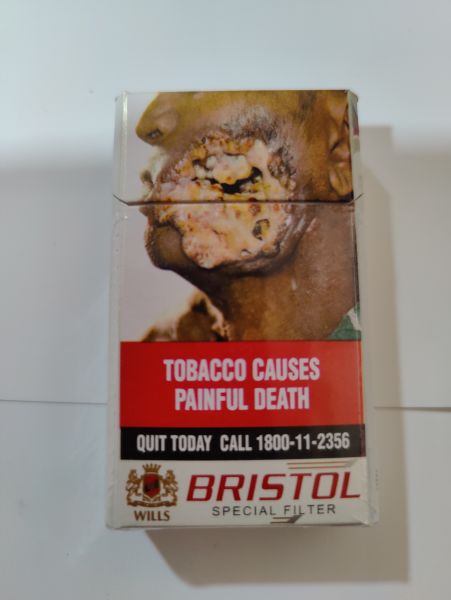 TOBACCO CAUSES
PAINFUL DEATH
QUIT TODAY CALL 1800-11-2356
BRISTOL
SPECIAL FILTER
WILLS